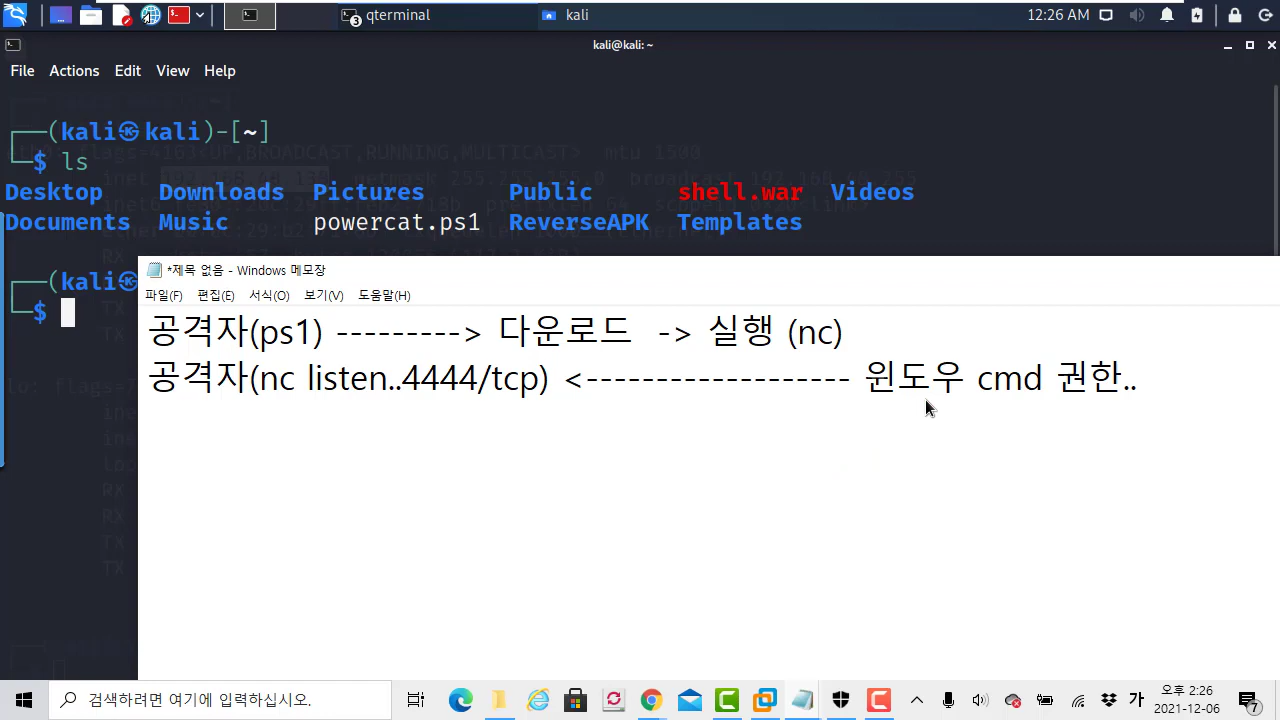 qterminal
kali
12:26 AM
kali@kali: ~
File Actions Edit View Help
(kali㉿kali)-[~]
$ ls
Desktop Downloads Pictures Public shell.war Videos
Documents Music powercat.ps1 ReverseAPK Templates
(kali
$
*제목 없음 - Windows 메모장
파일(F) 편집(E) 서식(O) 보기(V) 도움말(H)
공격자(ps1) ---------> 다운로드 -> 실행 (nc)
공격자(nc listen..4444/tcp) <------------------- 윈도우 cmd 권한..
검색하려면 여기에 입력하십시오.
가
오후 2:26
2021-12-06
7